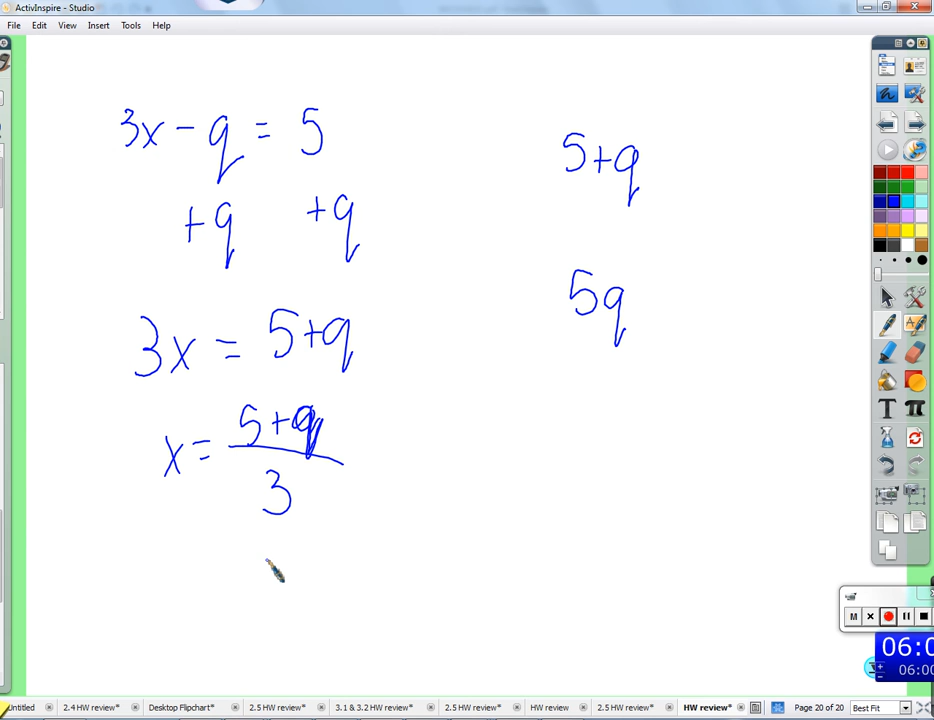 ActivInspire - Studio
File Edit View Insert Tools Help
3x - q = 5
+q +q
3x = 5+q
x = 5+q
3
5+q
5q
M
06:0
06:00
Untitled 2.4 HW review* Desktop Flipchart* 2.5 HW review* 3.1 & 3.2 HW review* 2.5 HW review* HW review 2.5 HW review* HW review* Page 20 of 20 Best Fit